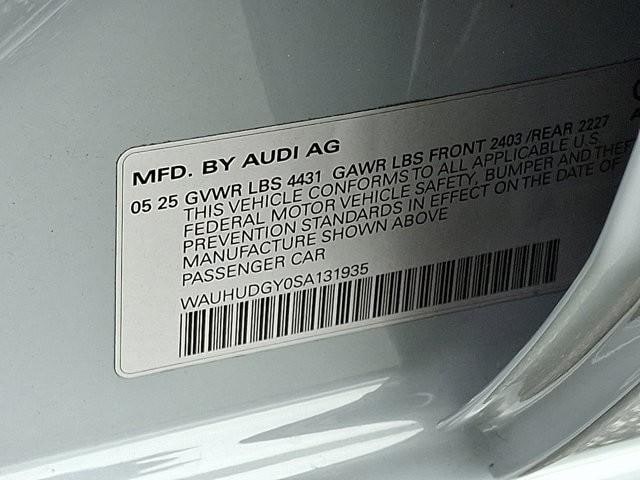 MFD. BY AUDI AG
05 25 GVWR LBS 4431 GAWR LBS FRONT 2403 /REAR 2227
THIS VEHICLE CONFORMS TO ALL APPLICABLE U.S.
FEDERAL MOTOR VEHICLE SAFETY, BUMPER AND
PREVENTION STANDARDS IN EFFECT ON THE DATE OF
MANUFACTURE SHOWN ABOVE
PASSENGER CAR
WAUHUDGY0SA131935